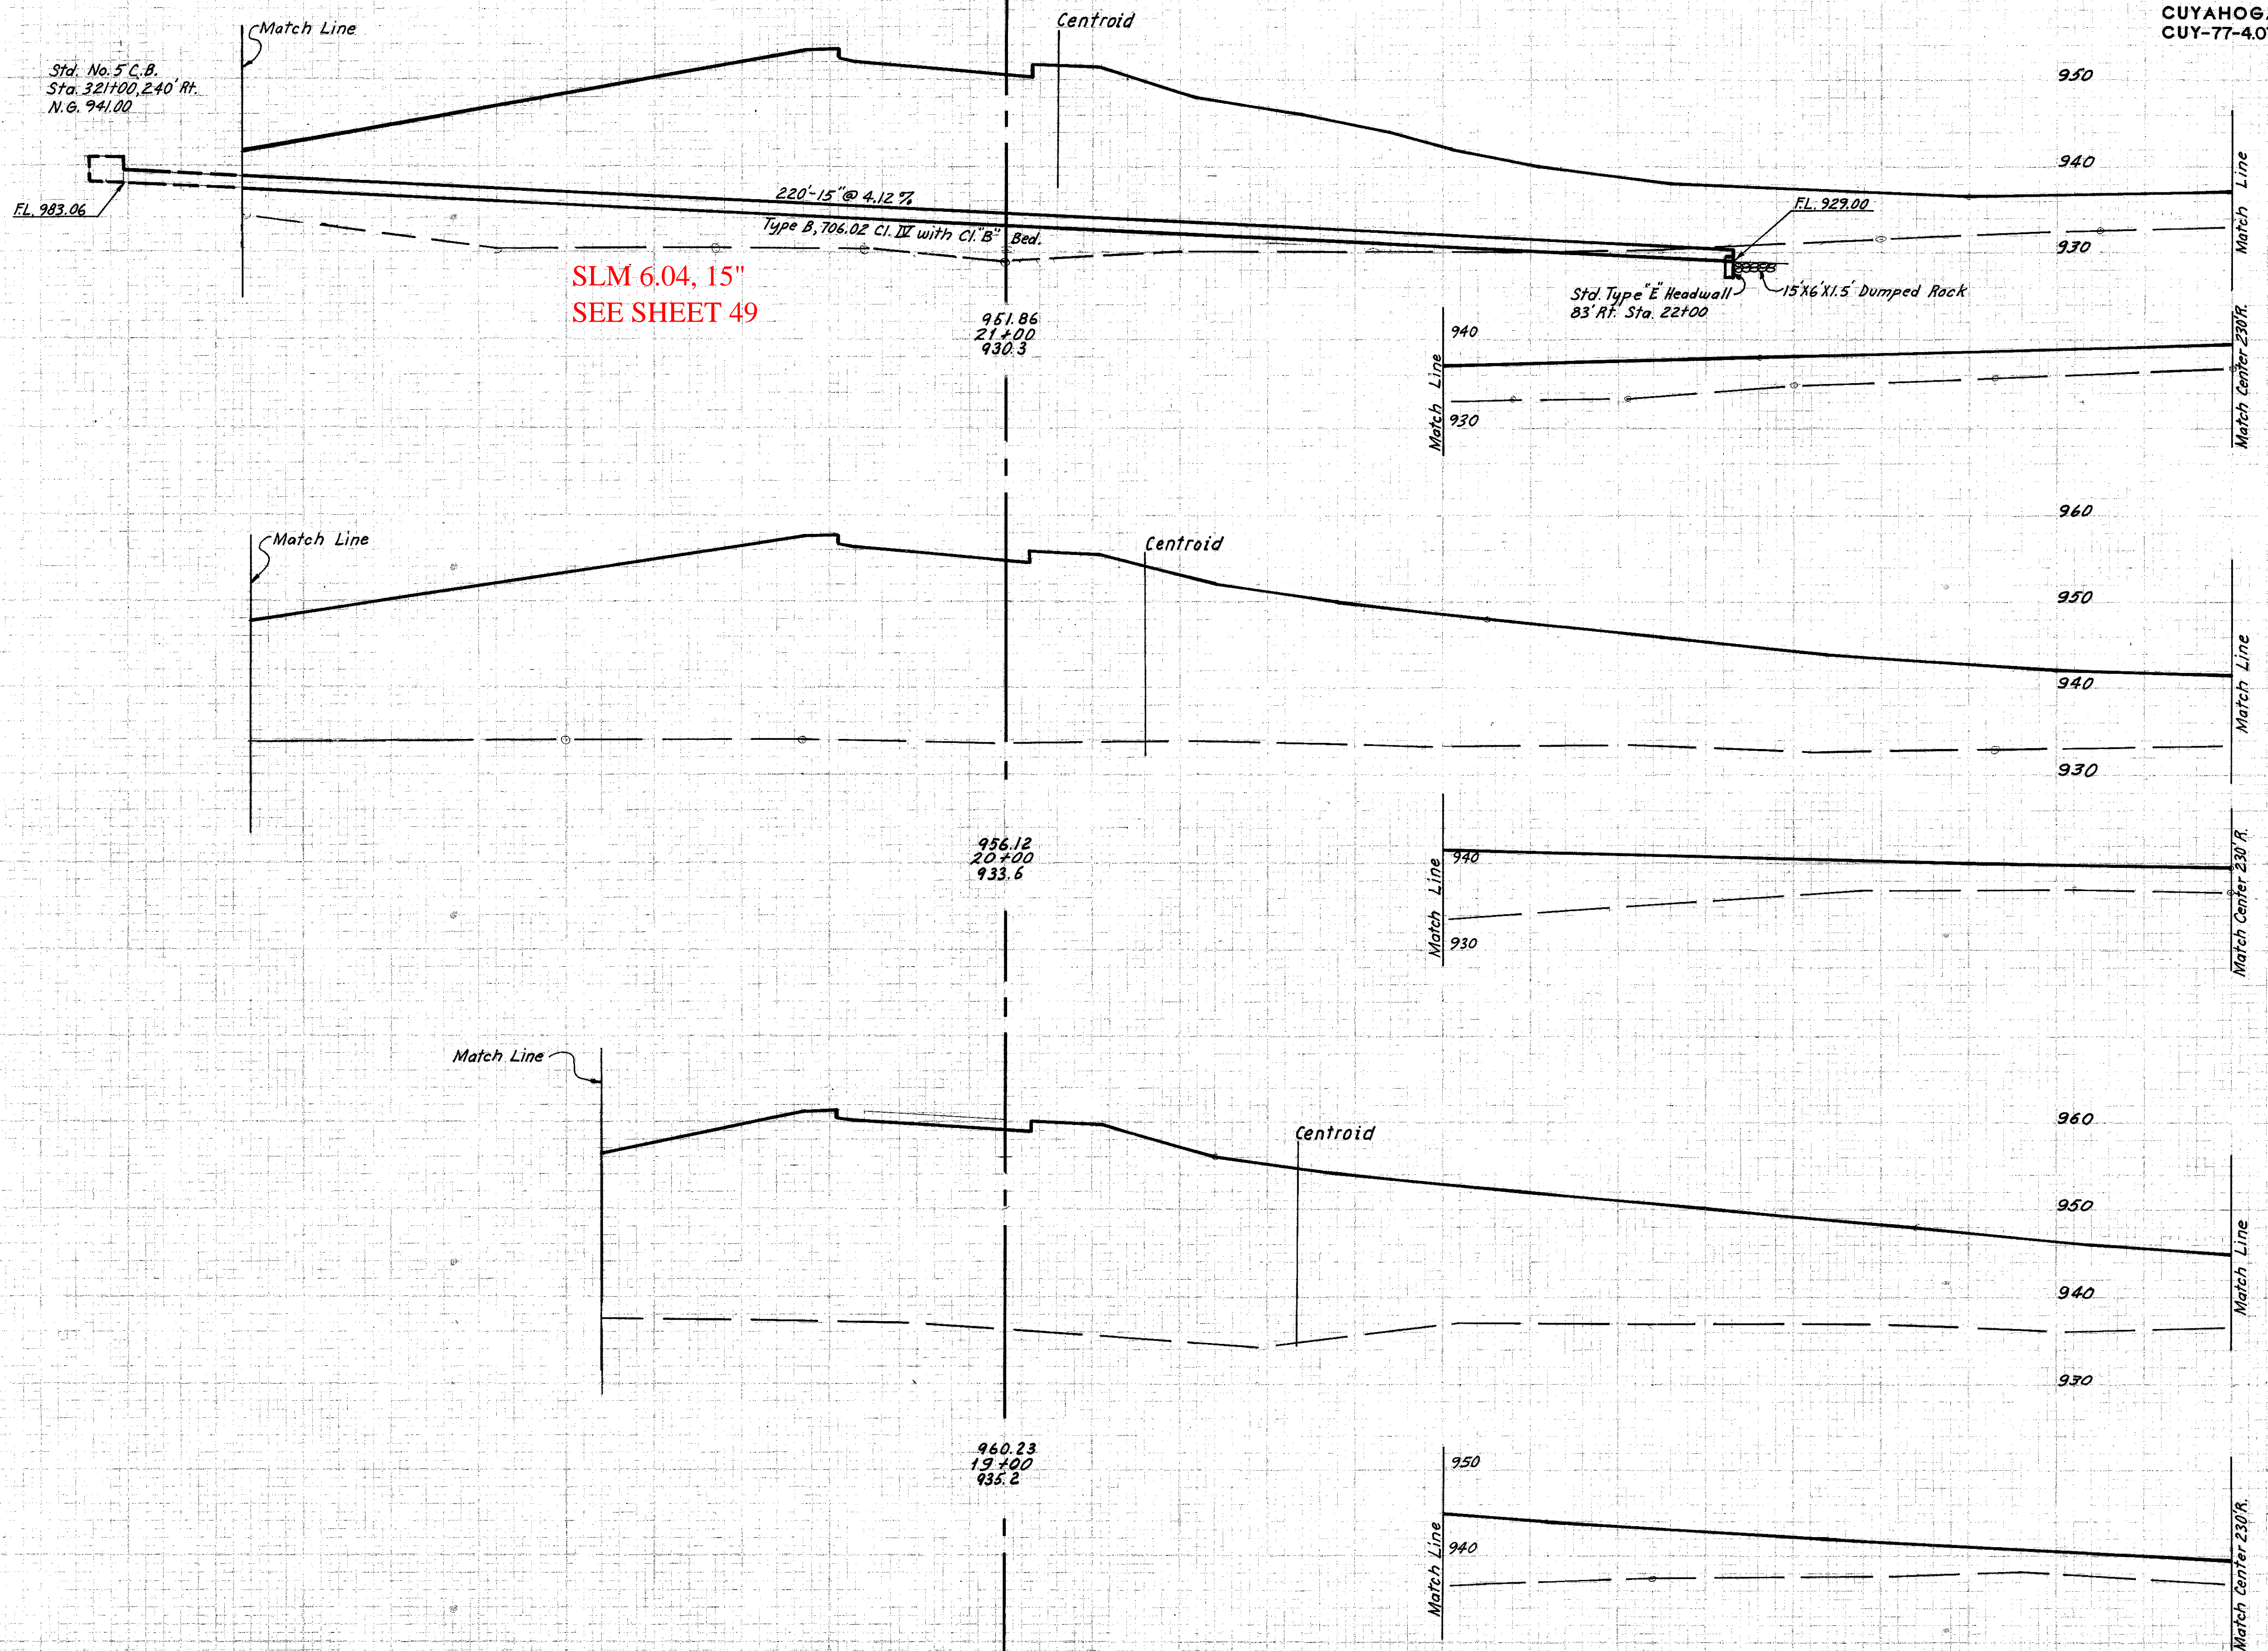 CUYAHOG
CUY-77-4.0
Match Line
Centroid
Std. No. 5 C.B.
Sta. 321+00, 240' Rt.
N.G. 941.00
950
940
930
Match Line
F.L. 983.06
220'-15" @ 4.12 %
Type B, 706.02 Cl. IV with Cl. "B" Bed.
F.L. 929.00
SLM 6.04, 15"
SEE SHEET 49
Std. Type "E" Headwall
83' Rt. Sta. 22+00
15'X6'X1.5' Dumped Rock
951.86
21+00
930.3
Match Line
940
930
Match Center 230' R.
Match Line
Centroid
960
950
940
930
Match Line
956.12
20+00
933.6
Match Line
940
930
Match Center 230' R.
Match Line
Centroid
960
950
940
930
Match Line
960.23
19+00
935.2
Match Line
950
940
Match Center 230' R.